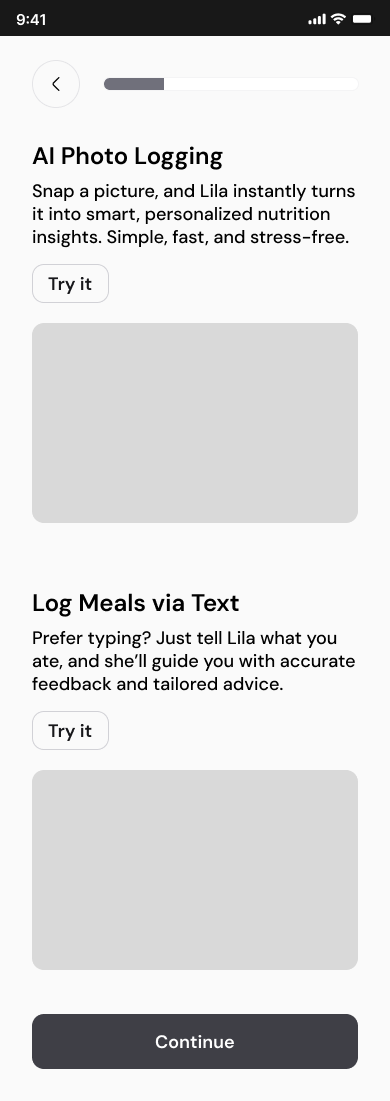 9:41
AI Photo Logging
Snap a picture, and Lila instantly turns
it into smart, personalized nutrition
insights. Simple, fast, and stress-free.
Try it
Log Meals via Text
Prefer typing? Just tell Lila what you
ate, and she’ll guide you with accurate
feedback and tailored advice.
Try it
Continue